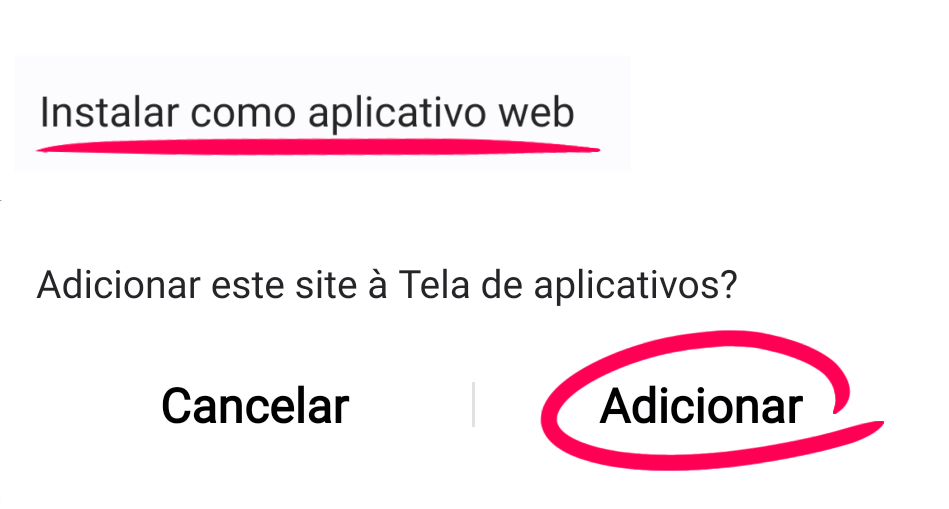 Instalar como aplicativo web
Adicionar este site à Tela de aplicativos?
Cancelar
Adicionar